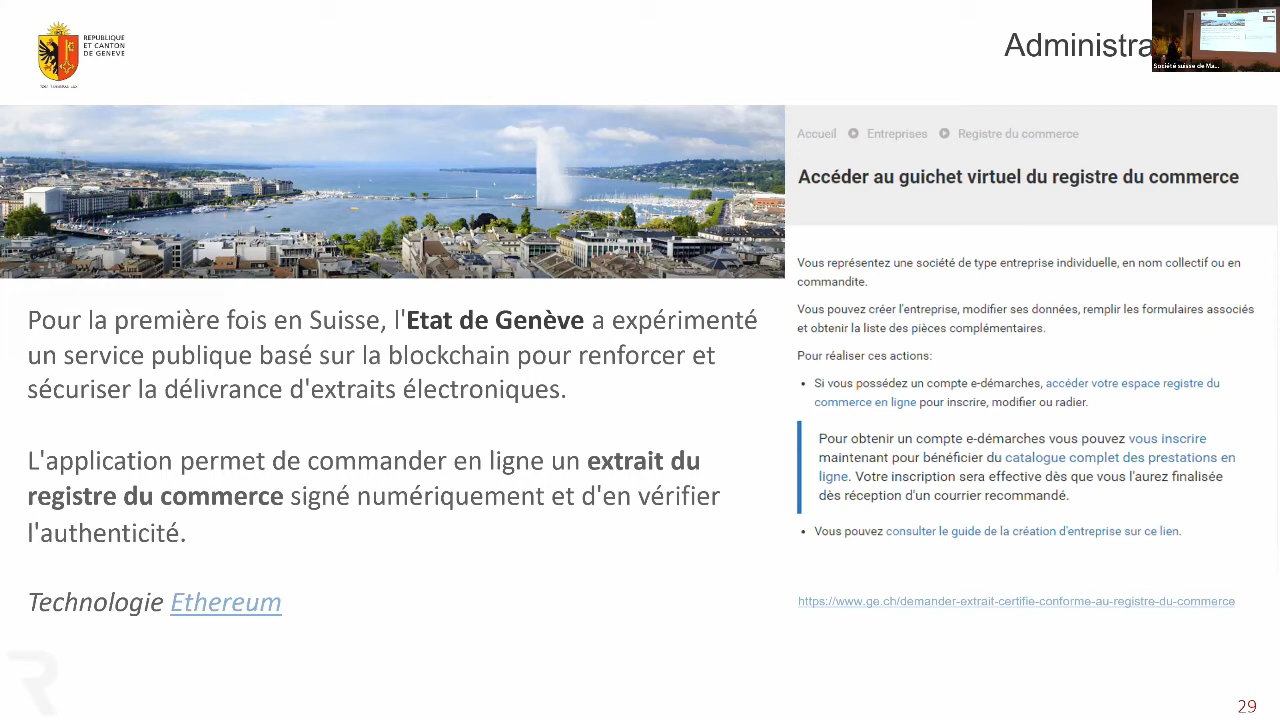 REPUBLIQUE
ET CANTON
DE GENEVE
POST TENEBRAS LUX
Administra
Société suisse de Ma...
Accueil Entreprises Registre du commerce
Accéder au guichet virtuel du registre du commerce
Pour la première fois en Suisse, l'Etat de Genève a expérimenté
un service publique basé sur la blockchain pour renforcer et
sécuriser la délivrance d'extraits électroniques.
L'application permet de commander en ligne un extrait du
registre du commerce signé numériquement et d'en vérifier
l'authenticité.
Technologie Ethereum
Vous représentez une société de type entreprise individuelle, en nom collectif ou en
commandite.
Vous pouvez créer l'entreprise, modifier ses données, remplir les formulaires associés
et obtenir la liste des pièces complémentaires.
Pour réaliser ces actions:
• Si vous possédez un compte e-démarches, accéder votre espace registre du
commerce en ligne pour inscrire, modifier ou radier.
Pour obtenir un compte e-démarches vous pouvez vous inscrire
maintenant pour bénéficier du catalogue complet des prestations en
ligne. Votre inscription sera effective dès que vous l'aurez finalisée
dès réception d'un courrier recommandé.
• Vous pouvez consulter le guide de la création d'entreprise sur ce lien.
https://www.ge.ch/demander-extrait-certifie-conforme-au-registre-du-commerce
R
29